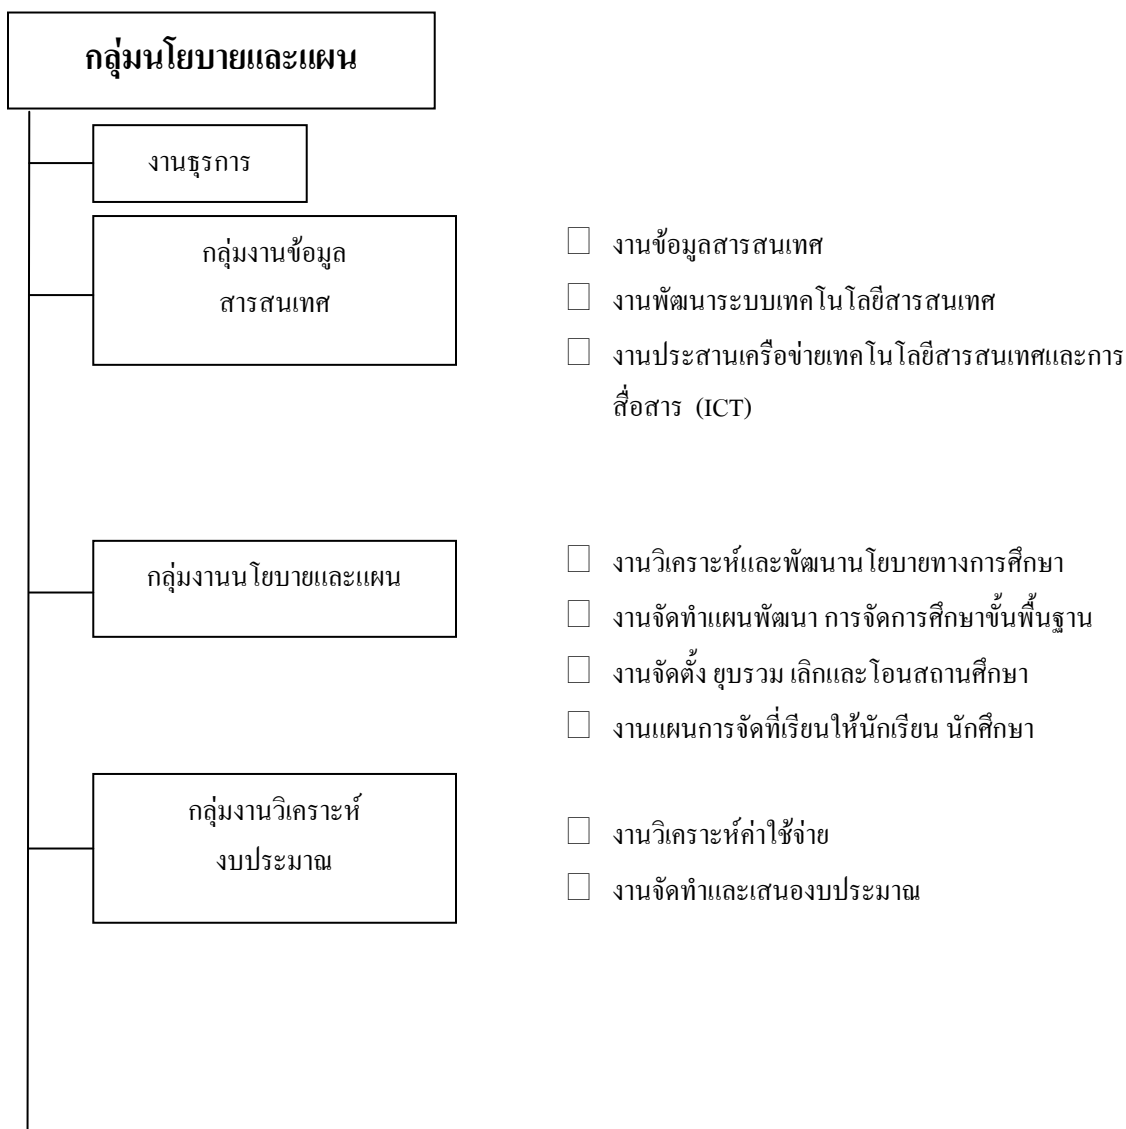 กลุ่มนโยบายและแผน
งานธุรการ
กลุ่มงานข้อมูล
สารสนเทศ
งานข้อมูลสารสนเทศ
งานพัฒนาระบบเทคโนโลยีสารสนเทศ
งานประสานเครือข่ายเทคโนโลยีสารสนเทศและการ
สื่อสาร (ICT)
กลุ่มงานนโยบายและแผน
งานวิเคราะห์และพัฒนานโยบายทางการศึกษา
งานจัดทำแผนพัฒนา การจัดการศึกษาขั้นพื้นฐาน
งานจัดตั้ง ยุบรวม เลิกและโอนสถานศึกษา
งานแผนการจัดที่เรียนให้นักเรียน นักศึกษา
กลุ่มงานวิเคราะห์
งบประมาณ
งานวิเคราะห์ค่าใช้จ่าย
งานจัดทำและเสนองบประมาณ